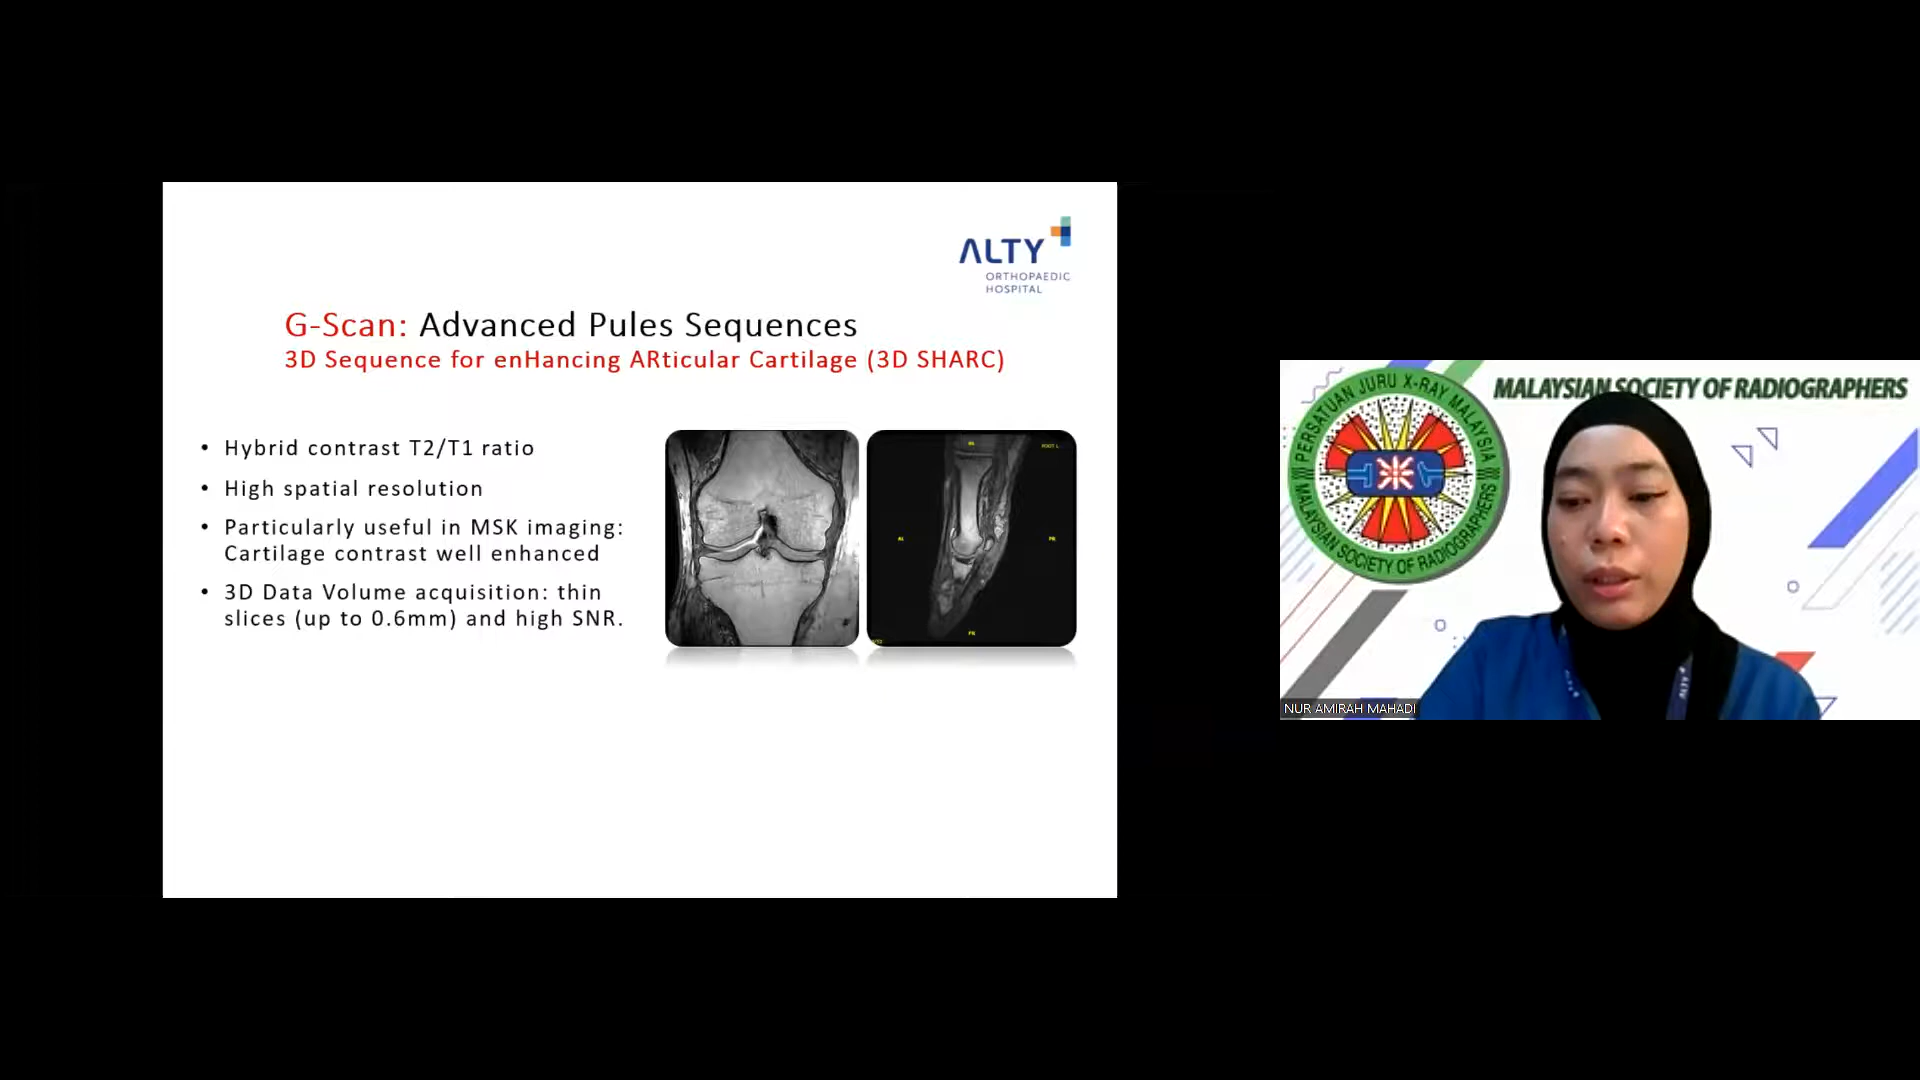 ALTY
ORTHOPAEDIC
HOSPITAL
G-Scan: Advanced Pules Sequences
3D Sequence for enHancing ARticular Cartilage (3D SHARC)
• Hybrid contrast T2/T1 ratio
• High spatial resolution
• Particularly useful in MSK imaging:
Cartilage contrast well enhanced
• 3D Data Volume acquisition: thin
slices (up to 0.6mm) and high SNR.
MALAYSIAN SOCIETY OF RADIOGRAPHERS
PERSATUAN JURU X-RAY MALAYSIA
MALAYSIAN SOCIETY OF RADIOGRAPHERS
NUR AMIRAH MAHADI